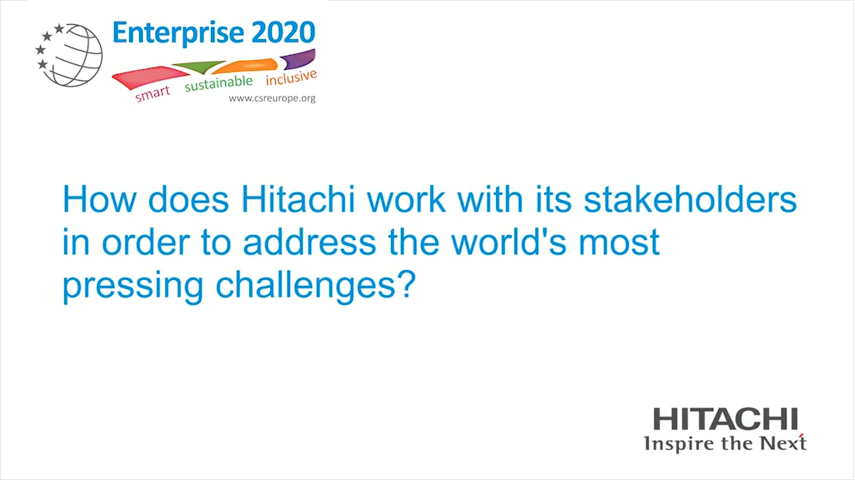 Enterprise 2020
smart sustainable inclusive
www.csreurope.org
How does Hitachi work with its stakeholders
in order to address the world's most
pressing challenges?
HITACHI
Inspire the Next